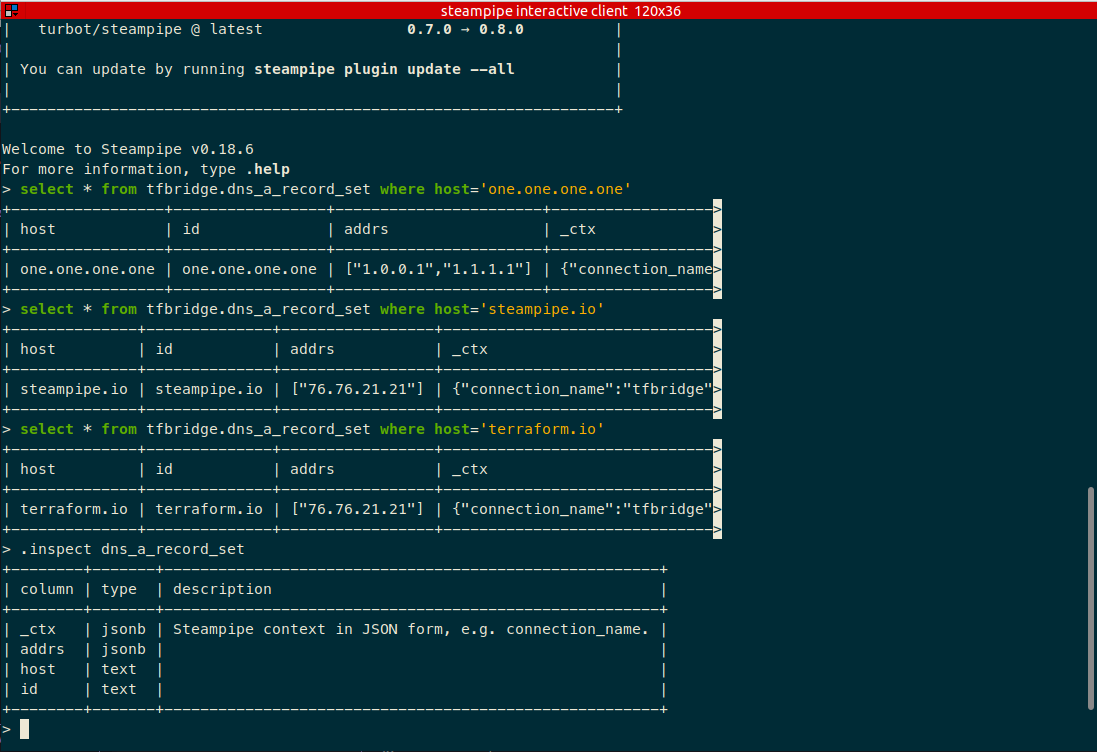 steampipe interactive client 120x36
|   turbot/steampipe @ latest                0.7.0 → 0.8.0          |
|                                                                   |
| You can update by running steampipe plugin update --all           |
|                                                                   |
+-------------------------------------------------------------------+
Welcome to Steampipe v0.18.6
For more information, type .help
> select * from tfbridge.dns_a_record_set where host='one.one.one.one'
+-----------------+-----------------+-----------------------+------------------>
| host            | id              | addrs                 | _ctx             >
+-----------------+-----------------+-----------------------+------------------>
| one.one.one.one | one.one.one.one | ["1.0.0.1","1.1.1.1"] | {"connection_name>
+-----------------+-----------------+-----------------------+------------------>
> select * from tfbridge.dns_a_record_set where host='steampipe.io'
+--------------+--------------+-----------------+------------------------------>
| host         | id           | addrs           | _ctx                         >
+--------------+--------------+-----------------+------------------------------>
| steampipe.io | steampipe.io | ["76.76.21.21"] | {"connection_name":"tfbridge">
+--------------+--------------+-----------------+------------------------------>
> select * from tfbridge.dns_a_record_set where host='terraform.io'
+--------------+--------------+-----------------+------------------------------>
| host         | id           | addrs           | _ctx                         >
+--------------+--------------+-----------------+------------------------------>
| terraform.io | terraform.io | ["76.76.21.21"] | {"connection_name":"tfbridge">
+--------------+--------------+-----------------+------------------------------>
> .inspect dns_a_record_set
+--------+-------+-------------------------------------------------------+
| column | type  | description                                           |
+--------+-------+-------------------------------------------------------+
| _ctx   | jsonb | Steampipe context in JSON form, e.g. connection_name. |
| addrs  | jsonb |                                                       |
| host   | text  |                                                       |
| id     | text  |                                                       |
+--------+-------+-------------------------------------------------------+
>